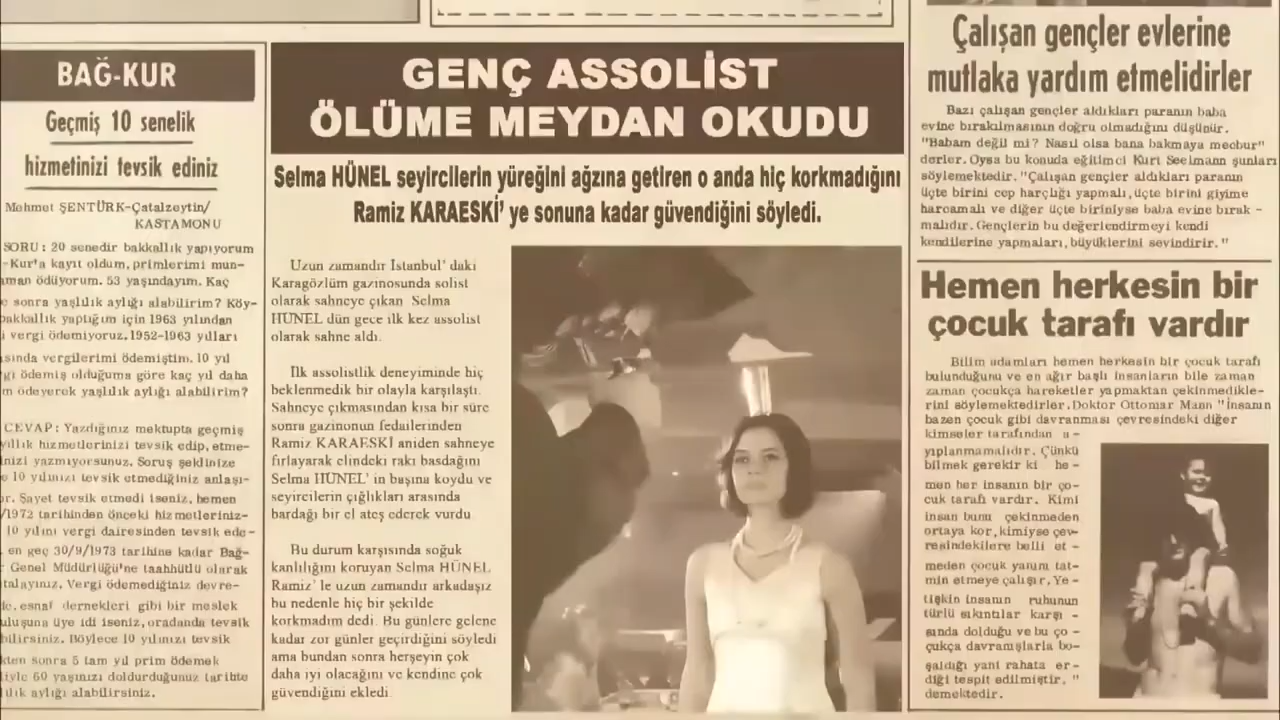 BAĞ-KUR
Geçmiş 10 senelik
hizmetinizi tevsik ediniz
Mehmet ŞENTÜRK-Çatalzeytin/
KASTAMONU
SORU: 20 senedir bakkallık yapıyorum
-Kur'a kayıt oldum, primlerimi mun-
aman ödüyorum. 53 yaşındayım. Kaç
e sonra yaşlılık aylığı alabilirim? Köy-
bakkallık yaptığım için 1963 yılından
i vergi ödemiyoruz. 1952-1963 yılları
asında vergilerimi ödemiştim. 10 yıl
gi ödemiş olduğuma göre kaç yıl daha
m ödeyerek yaşlılık aylığı alabilirim?
CEVAP: Yazdığınız mektupta geçmiş
yıllık hizmetlerinizi tevsik edip, etme-
inizi yazmıyorsunuz. Soruş şeklinize
e 10 yılınızı tevsik etmediğiniz anlaşı-
or. Şayet tevsik etmedi iseniz, hemen
/1972 tarihinden önceki hizmetleriniz-
10 yılını vergi dairesinden tevsik ede-
en geç 30/9/1973 tarihine kadar Bağ-
r Genel Müdürlüğü'ne taahhütlu olarak
talayınız. Vergi ödemediğiniz devre-
de, esnaf dernekleri gibi bir meslek
uluşuna üye idi iseniz, oradanda tevsik
bilirsiniz. Böylece 10 yılınızı tevsik
kten sonra 5 tam yıl prim ödemek
tiyle 60 yaşınızı doldurduğunuz tarihte
lılık aylığı alabilirsiniz.
GENÇ ASSOLİST
ÖLÜME MEYDAN OKUDU
Selma HÜNEL seyircilerin yüreğini ağzına getiren o anda hiç korkmadığını
Ramiz KARAESKİ' ye sonuna kadar güvendiğini söyledi.
Uzun zamandır İstanbul' daki
Karagözlüm gazinosunda solist
olarak sahneye çıkan Selma
HÜNEL dün gece ilk kez assolist
olarak sahne aldı.
İlk assolistlik deneyiminde hiç
beklenmedik bir olayla karşılaştı.
Sahneye çıkmasından kısa bir süre
sonra gazinonun fedailerinden
Ramiz KARAESKİ aniden sahneye
fırlayarak elindeki rakı basdağını
Selma HÜNEL' in başına koydu ve
seyircilerin çığlıkları arasında
bardağı bir el ateş ederek vurdu
Bu durum karşısında soğuk
kanlılığını koruyan Selma HÜNEL
Ramiz' le uzun zamandır arkadaşız
bu nedenle hiç bir şekilde
korkmadım dedi. Bu günlere gelene
kadar zor günler geçirdiğini söyledi
ama bundan sonra herşeyin çok
daha iyi olacağını ve kendine çok
güvendiğini ekledi.
Çalışan gençler evlerine
mutlaka yardım etmelidirler
Bazı çalışan gençler aldıkları paranın baba
evine bırakılmasının doğru olmadığını düşünür.
"Babam değil mi? Nasıl olsa bana bakmaya mecbur"
derler. Oysa bu konuda eğitimci Kurt Seelmann şunları
söylemektedir. "Çalışan gençler aldıkları paranın
üçte birini cep harçlığı yapmalı, üçte birini giyime
harcamalı ve diğer üçte biriniyse baba evine bırak -
malıdır. Gençlerin bu değerlendirmeyi kendi
kendilerine yapmaları, büyüklerini sevindirir."
Hemen herkesin bir
çocuk tarafı vardır
Bilim adamları hemen herkesin bir çocuk tarafı
bulunduğunu ve en ağır başlı insanların bile zaman
zaman çocukça hareketler yapmaktan çekinmedikle-
rini söylemektedirler. Doktor Ottomar Mann "İnsanın
bazen çocuk gibi davranması çevresindeki diğer
kimseler tarafından a -
yıplanmamalıdır. Çünkü
bilmek gerekir ki he -
men her insanın bir ço-
cuk tarafı vardır. Kimi
insan bunu çekinmeden
ortaya kor, kimiyse çev-
resindekilere belli et -
meden çocuk yanını tat-
min etmeye çalışır. Ye -
tişkin insanın ruhunun
türlü sıkıntılar karşı -
sında dolduğu ve bu ço -
çukça davranışlarla bo-
şaldığı yani rahata er -
diği tespit edilmiştir. "
demektedir.